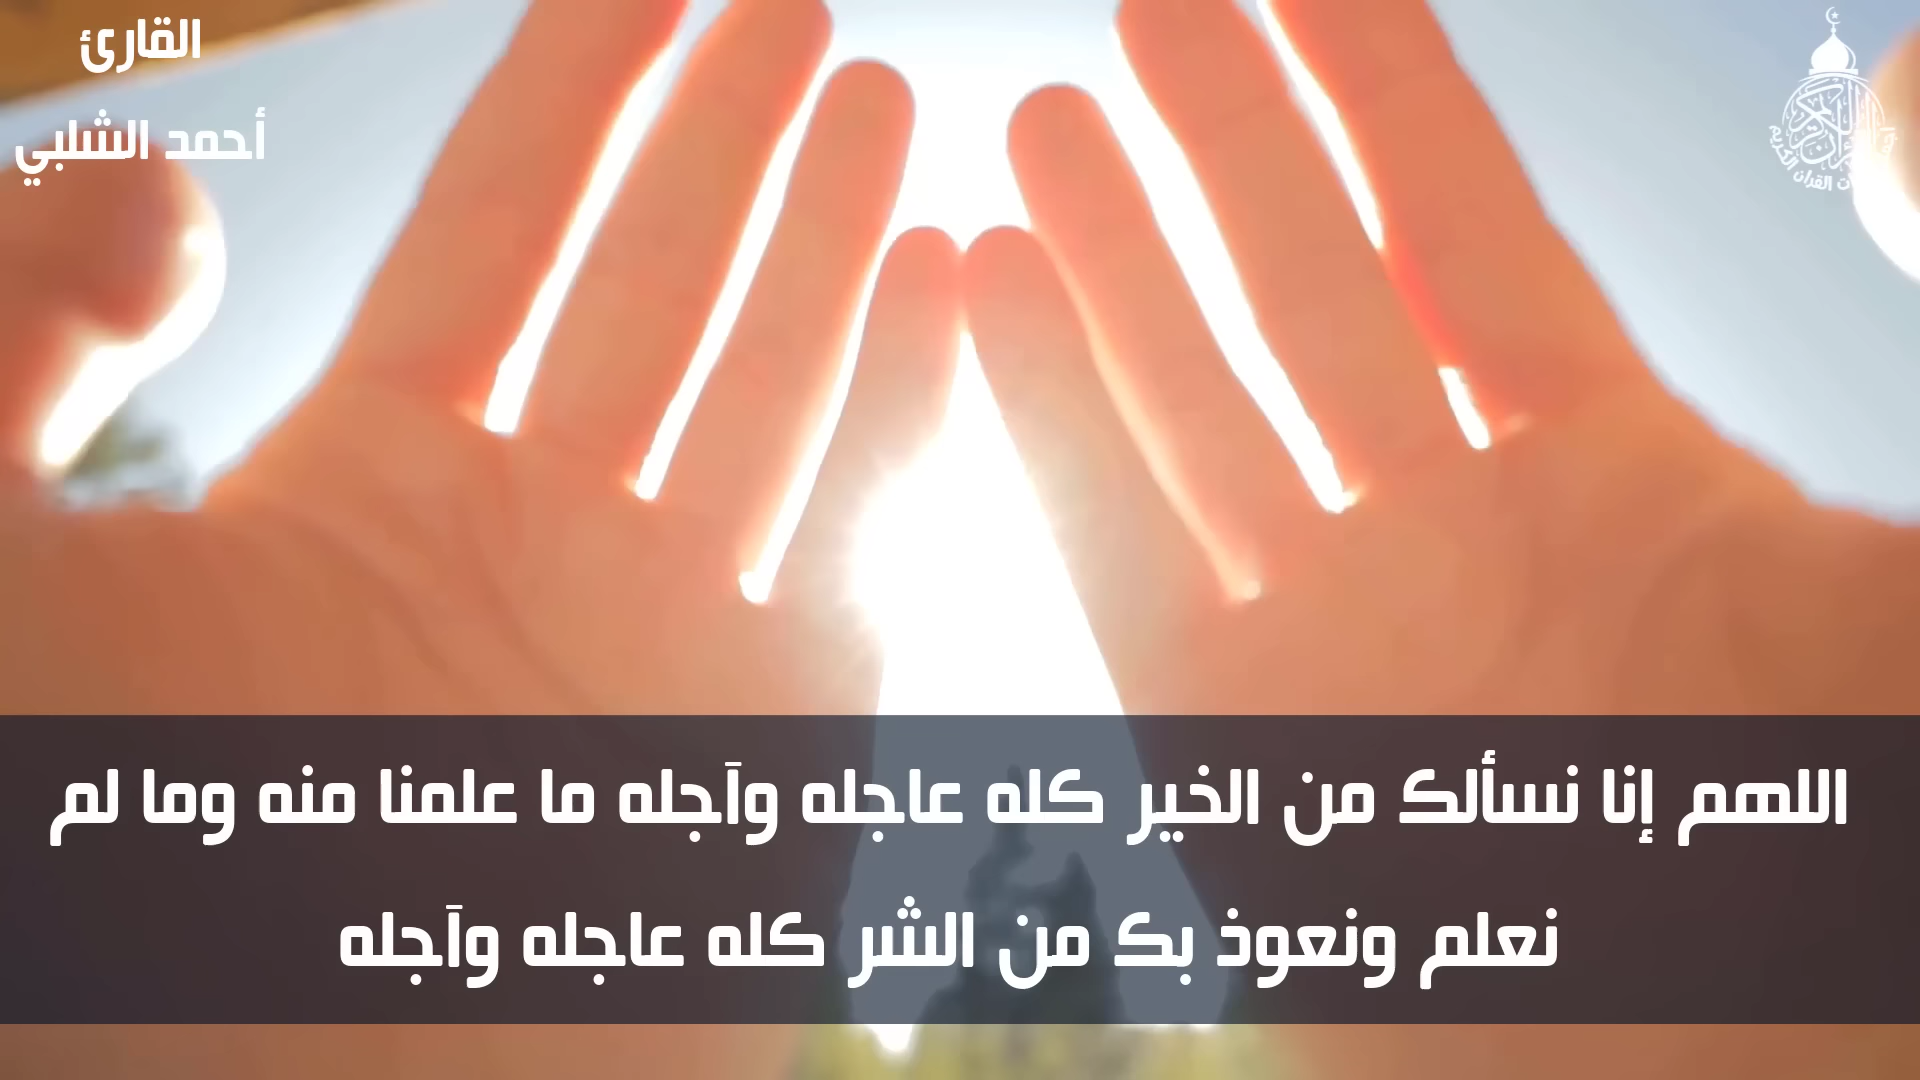 القارئ
أحمد الشلبي
اللهم إنا نسألك من الخير كله عاجله وآجله ما علمنا منه وما لم
نعلم ونعوذ بك من الشر كله عاجله وآجله